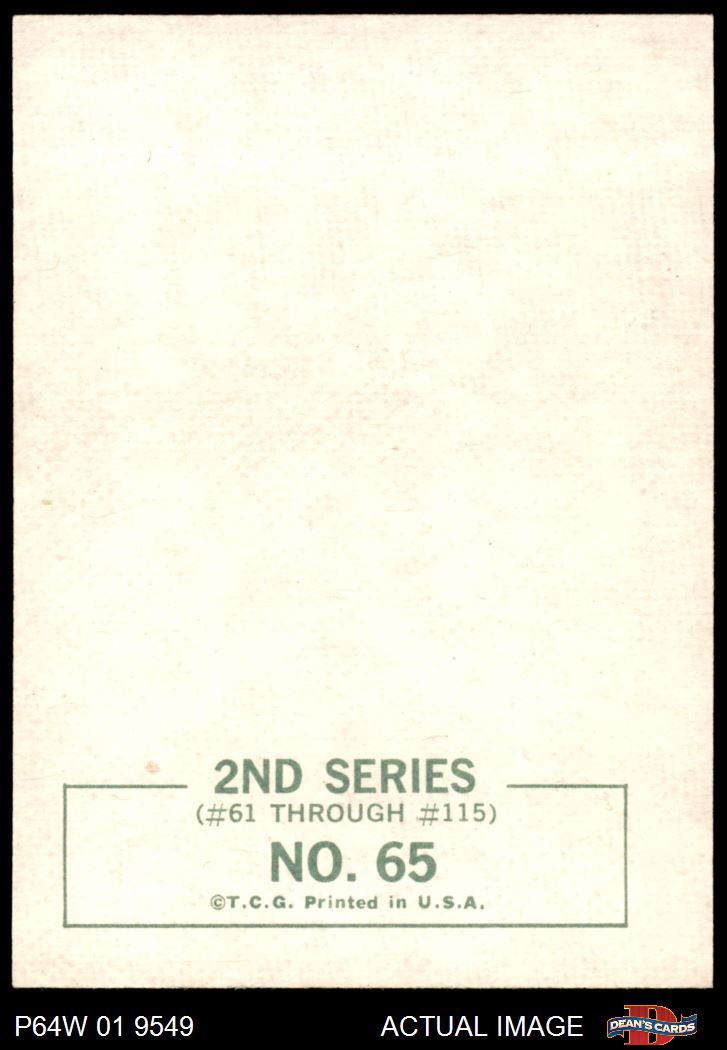 2ND SERIES
(#61 THROUGH #115)
NO. 65
©T.C.G. Printed in U.S.A.
P64W 01 9549
ACTUAL IMAGE
D
DEAN'S CARDS